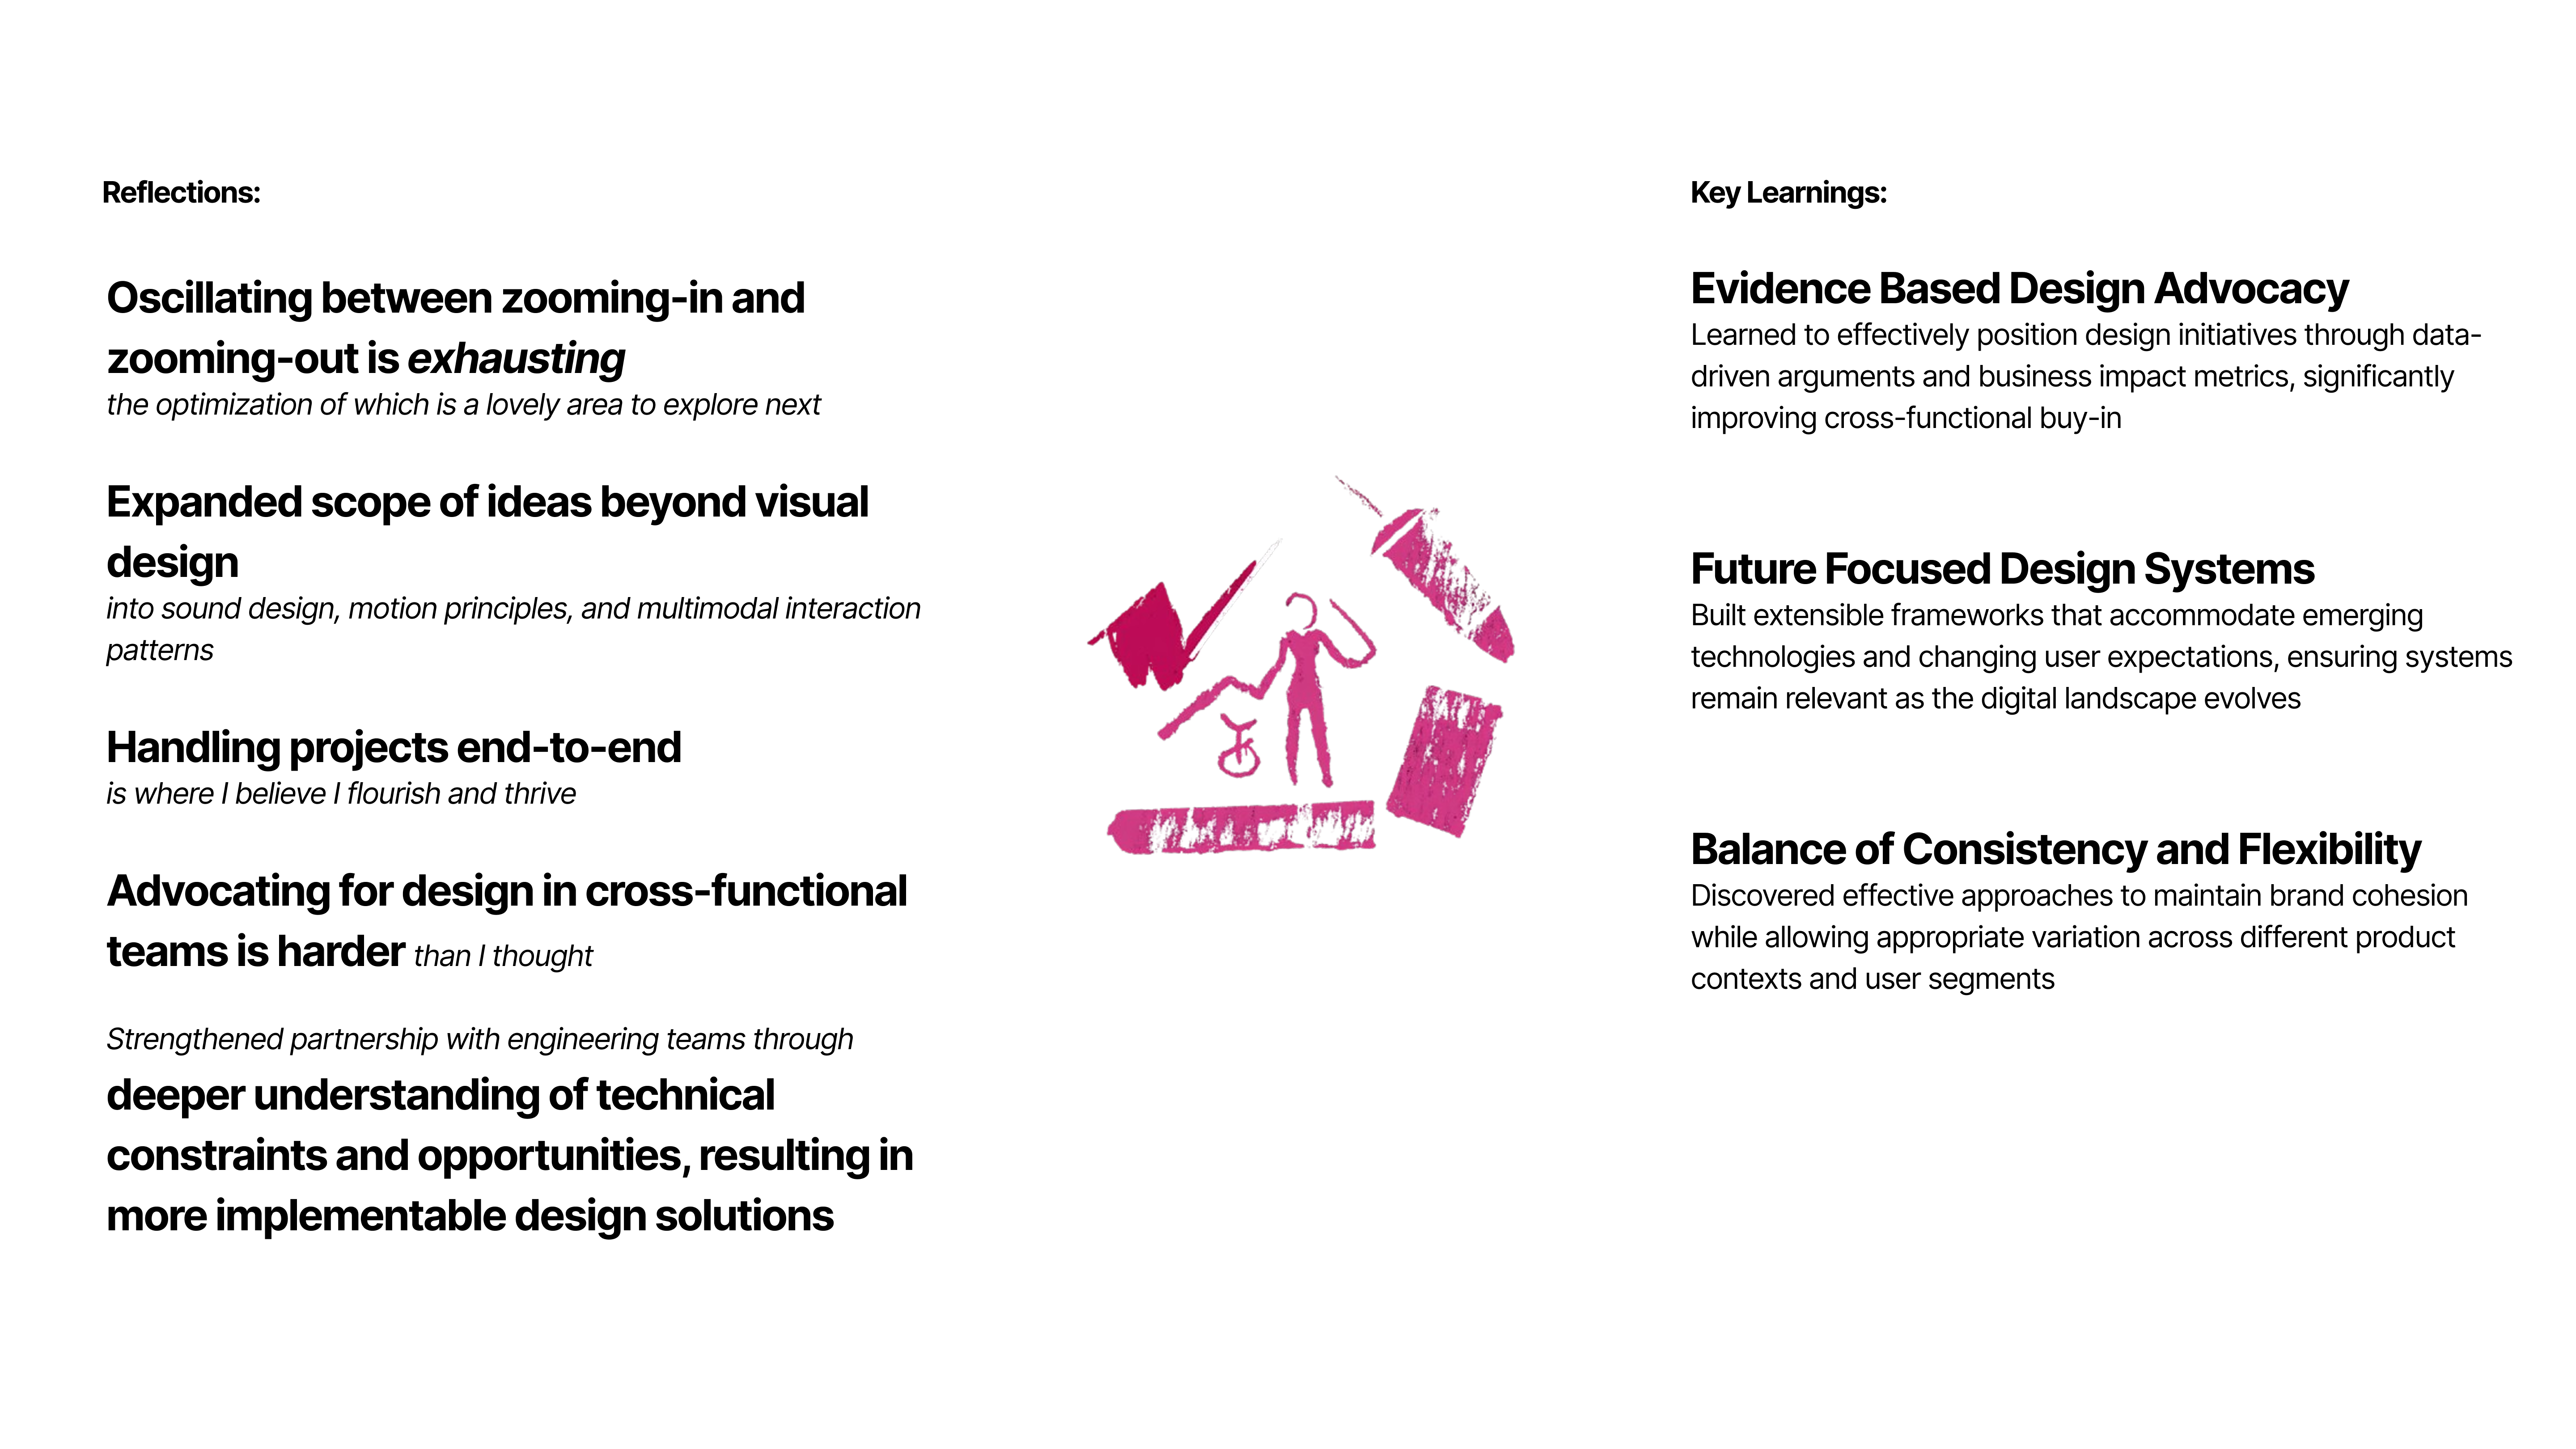 Reflections:
Oscillating between zooming-in and
zooming-out is exhausting
the optimization of which is a lovely area to explore next
Expanded scope of ideas beyond visual
design
into sound design, motion principles, and multimodal interaction
patterns
Handling projects end-to-end
is where I believe I flourish and thrive
Advocating for design in cross-functional
teams is harder than I thought
Strengthened partnership with engineering teams through
deeper understanding of technical
constraints and opportunities, resulting in
more implementable design solutions
Key Learnings:
Evidence Based Design Advocacy
Learned to effectively position design initiatives through data-
driven arguments and business impact metrics, significantly
improving cross-functional buy-in
Future Focused Design Systems
Built extensible frameworks that accommodate emerging
technologies and changing user expectations, ensuring systems
remain relevant as the digital landscape evolves
Balance of Consistency and Flexibility
Discovered effective approaches to maintain brand cohesion
while allowing appropriate variation across different product
contexts and user segments